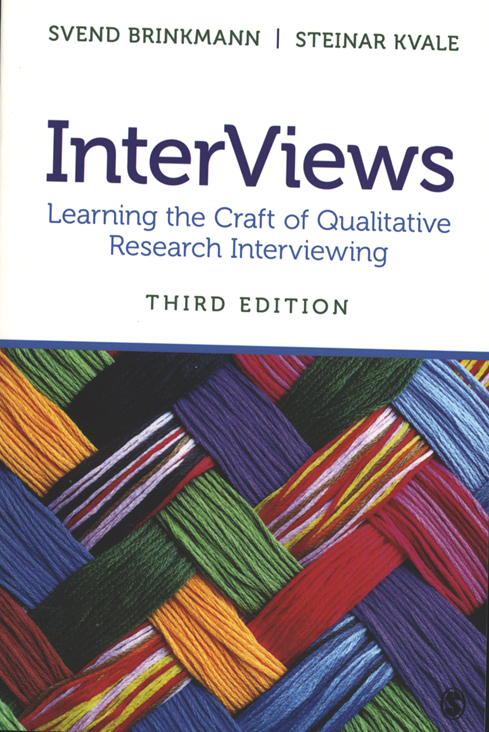 SVEND BRINKMANN | STEINAR KVALE
InterViews
Learning the Craft of Qualitative
Research Interviewing
THIRD EDITION